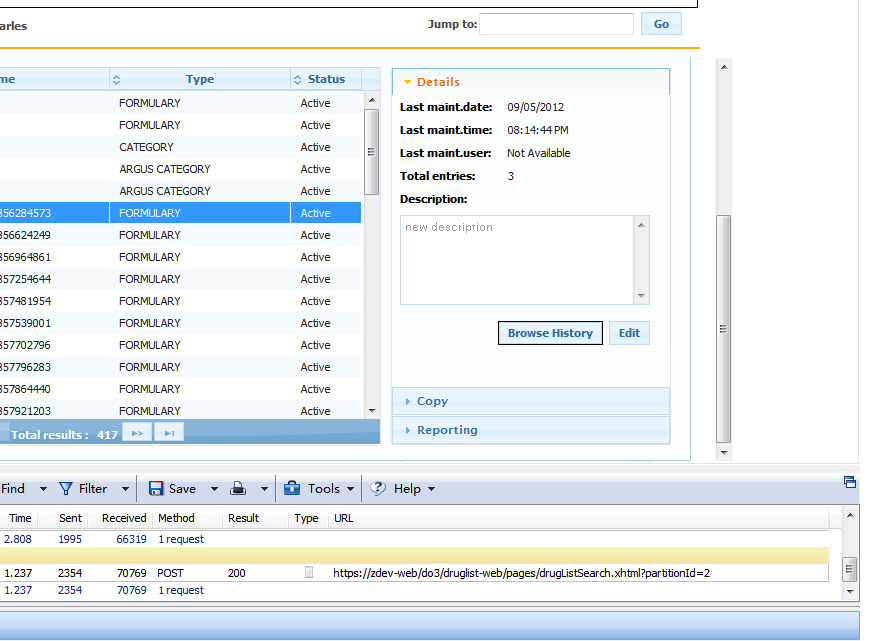 Jump to: Go
me Type Status
FORMULARY Active
FORMULARY Active
CATEGORY Active
ARGUS CATEGORY Active
ARGUS CATEGORY Active
356284573 FORMULARY Active
356624249 FORMULARY Active
356964861 FORMULARY Active
357254644 FORMULARY Active
357481954 FORMULARY Active
357539001 FORMULARY Active
357702796 FORMULARY Active
357796283 FORMULARY Active
357864440 FORMULARY Active
357921203 FORMULARY Active
Total results : 417
Details
Last maint.date: 09/05/2012
Last maint.time: 08:14:44 PM
Last maint.user: Not Available
Total entries: 3
Description:
new description
Browse History Edit
Copy
Reporting
Find Filter Save Tools Help
Time Sent Received Method Result Type URL
2.808 1995 66319 1 request
1.237 2354 70769 POST 200 https://zdev-web/do3/druglist-web/pages/drugListSearch.xhtml?partitionId=2
1.237 2354 70769 1 request